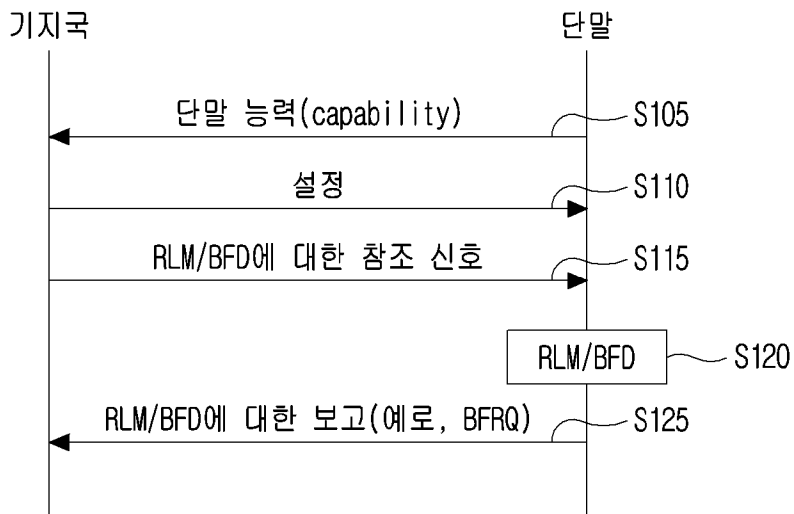 기지국 단말
단말 능력(capability) S105
설정 S110
RLM/BFD에 대한 참조 신호 S115
RLM/BFD S120
RLM/BFD에 대한 보고(예로, BFRQ) S125